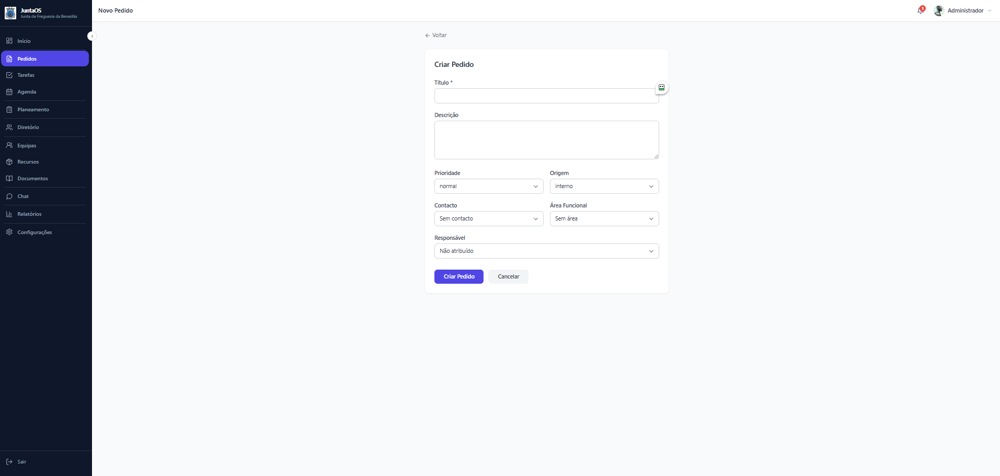 JuntaOS
Junta de Freguesia da Benedita
Novo Pedido
1
Administrador
Início
Pedidos
Tarefas
Agenda
Planeamento
Diretório
Equipas
Recursos
Documentos
Chat
Relatórios
Configurações
Sair
Voltar
Criar Pedido
Título *
Descrição
Prioridade
Origem
normal
interno
Contacto
Área Funcional
Sem contacto
Sem área
Responsável
Não atribuído
Criar Pedido
Cancelar